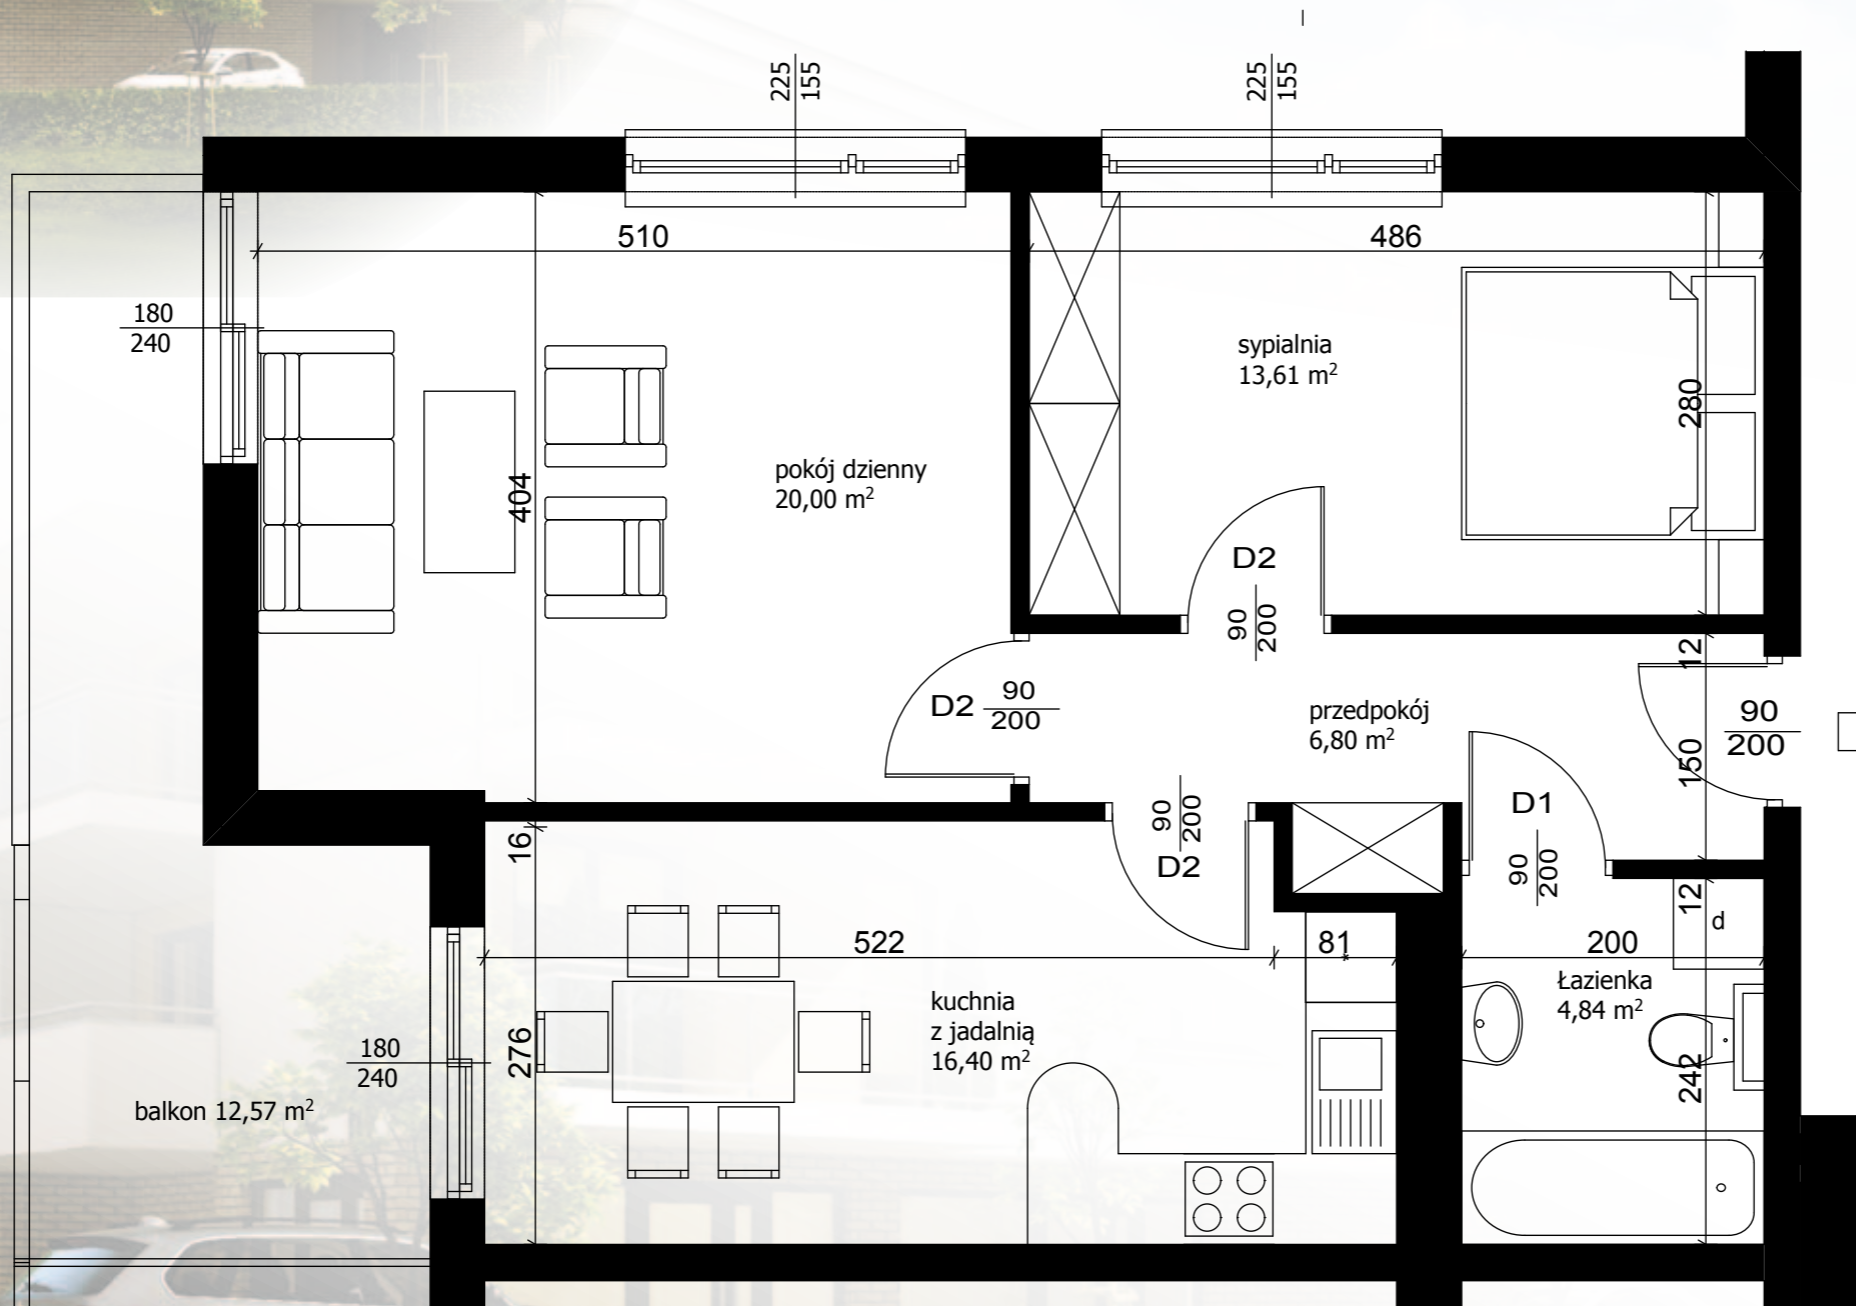 225
155
225
155
510
486
180
240
sypialnia
13,61 m²
280
404
pokój dzienny
20,00 m²
D2
90
200
12
D2
90
200
przedpokój
6,80 m²
90
200
150
D1
90
200
90
200
D2
16
12
d
522
81
200
Łazienka
4,84 m²
kuchnia
z jadalnią
16,40 m²
276
180
240
242
balkon 12,57 m²